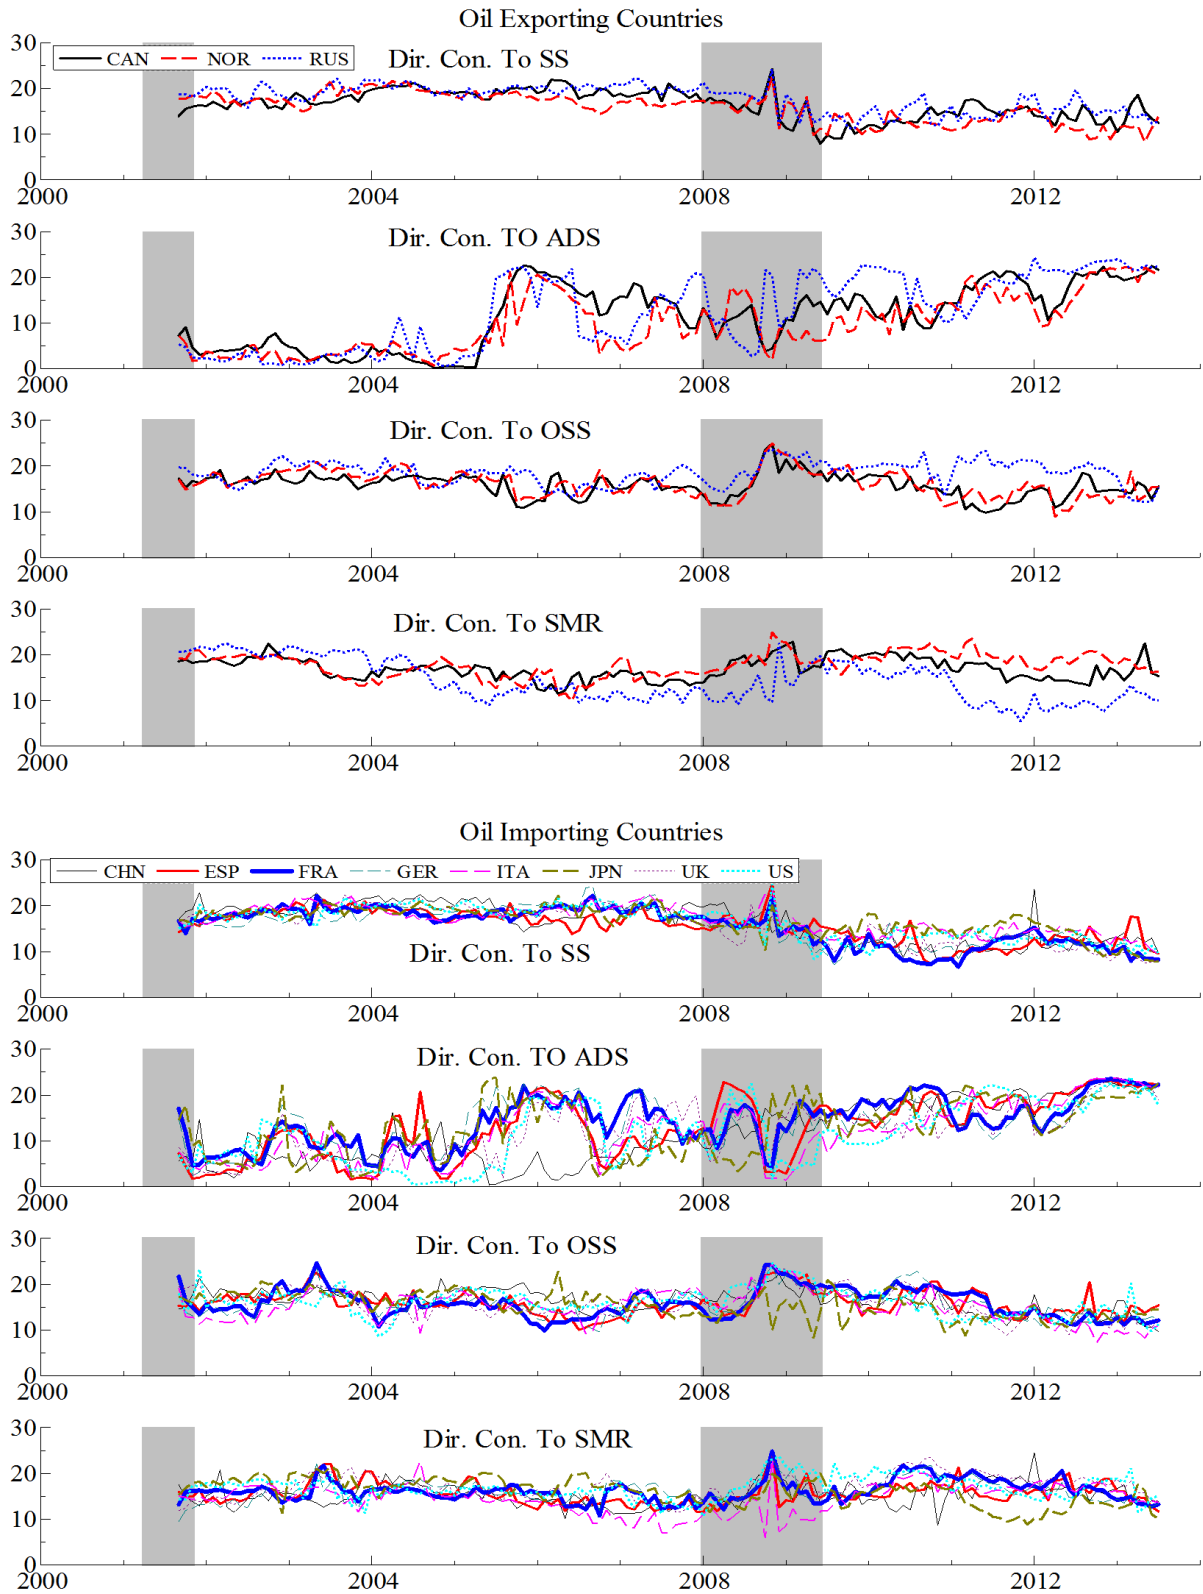 Oil Exporting Countries
30
CAN NOR RUS
Dir. Con. To SS
20
10
0
2000 2004 2008 2012
30
Dir. Con. TO ADS
20
10
0
2000 2004 2008 2012
30
Dir. Con. To OSS
20
10
0
2000 2004 2008 2012
30
Dir. Con. To SMR
20
10
0
2000 2004 2008 2012
Oil Importing Countries
30
CHN ESP FRA GER ITA JPN UK US
20
Dir. Con. To SS
10
0
2000 2004 2008 2012
30
Dir. Con. TO ADS
20
10
0
2000 2004 2008 2012
30
Dir. Con. To OSS
20
10
0
2000 2004 2008 2012
30
Dir. Con. To SMR
20
10
0
2000 2004 2008 2012